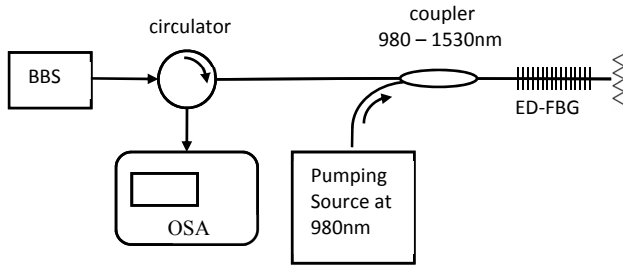 circulator
coupler
980 – 1530nm
BBS
ED-FBG
Pumping
Source at
980nm
OSA